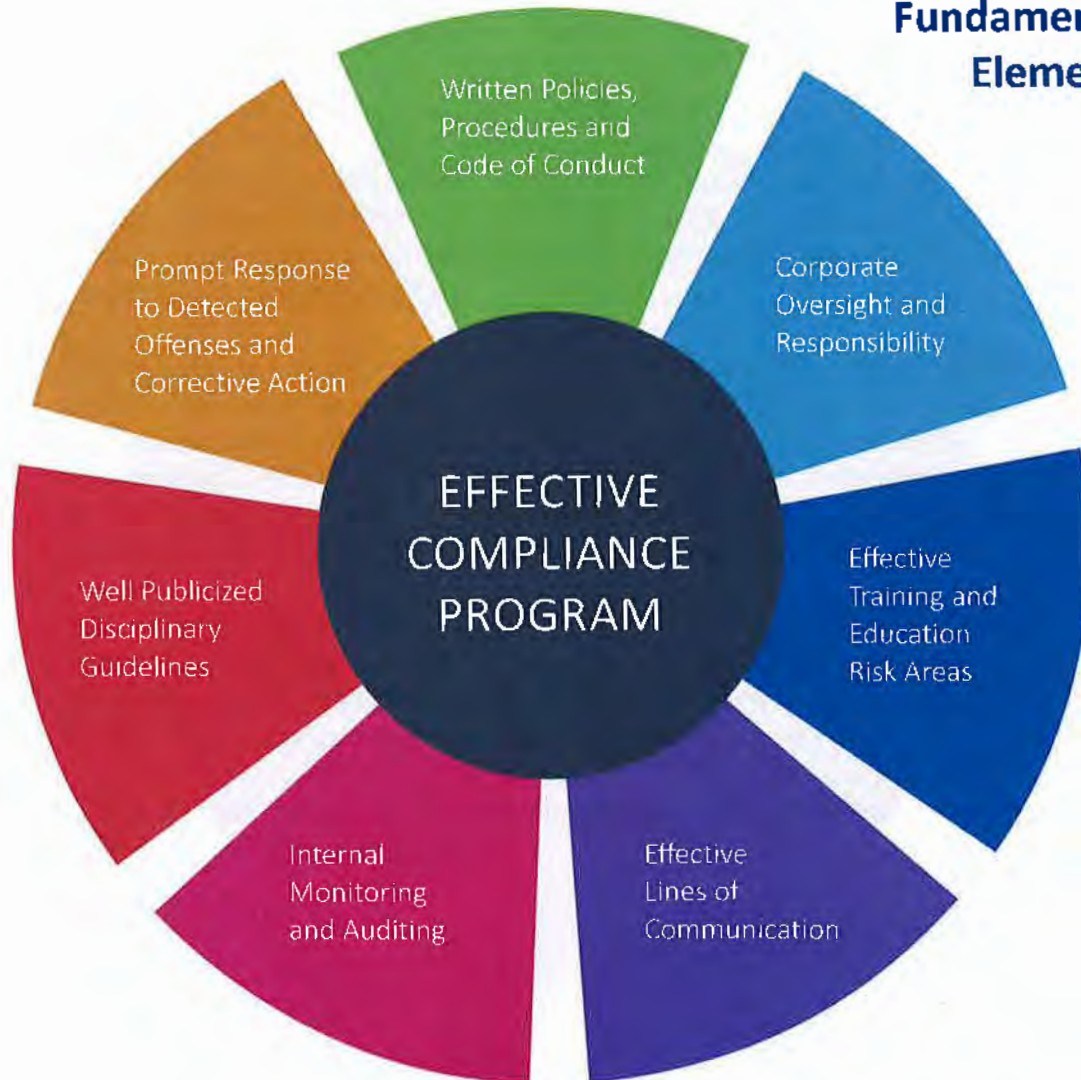 Fundamen
Eleme
Written Policies,
Procedures and
Code of Conduct
Corporate
Oversight and
Responsibility
Effective
Training and
Education
Risk Areas
Effective
Lines of
Communication
Internal
Monitoring
and Auditing
Well Publicized
Disciplinary
Guidelines
Prompt Response
to Detected
Offenses and
Corrective Action
EFFECTIVE
COMPLIANCE
PROGRAM